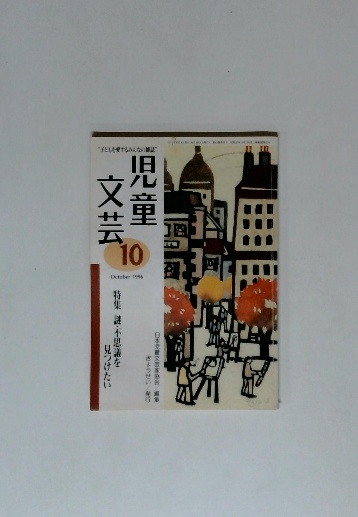 "子どもを愛するみんなの雑誌"
児童
文芸
10
October 1996
特集 謎・不思議を
見つけたい
日本児童文芸家協会 編集
ぎょうせい 発行